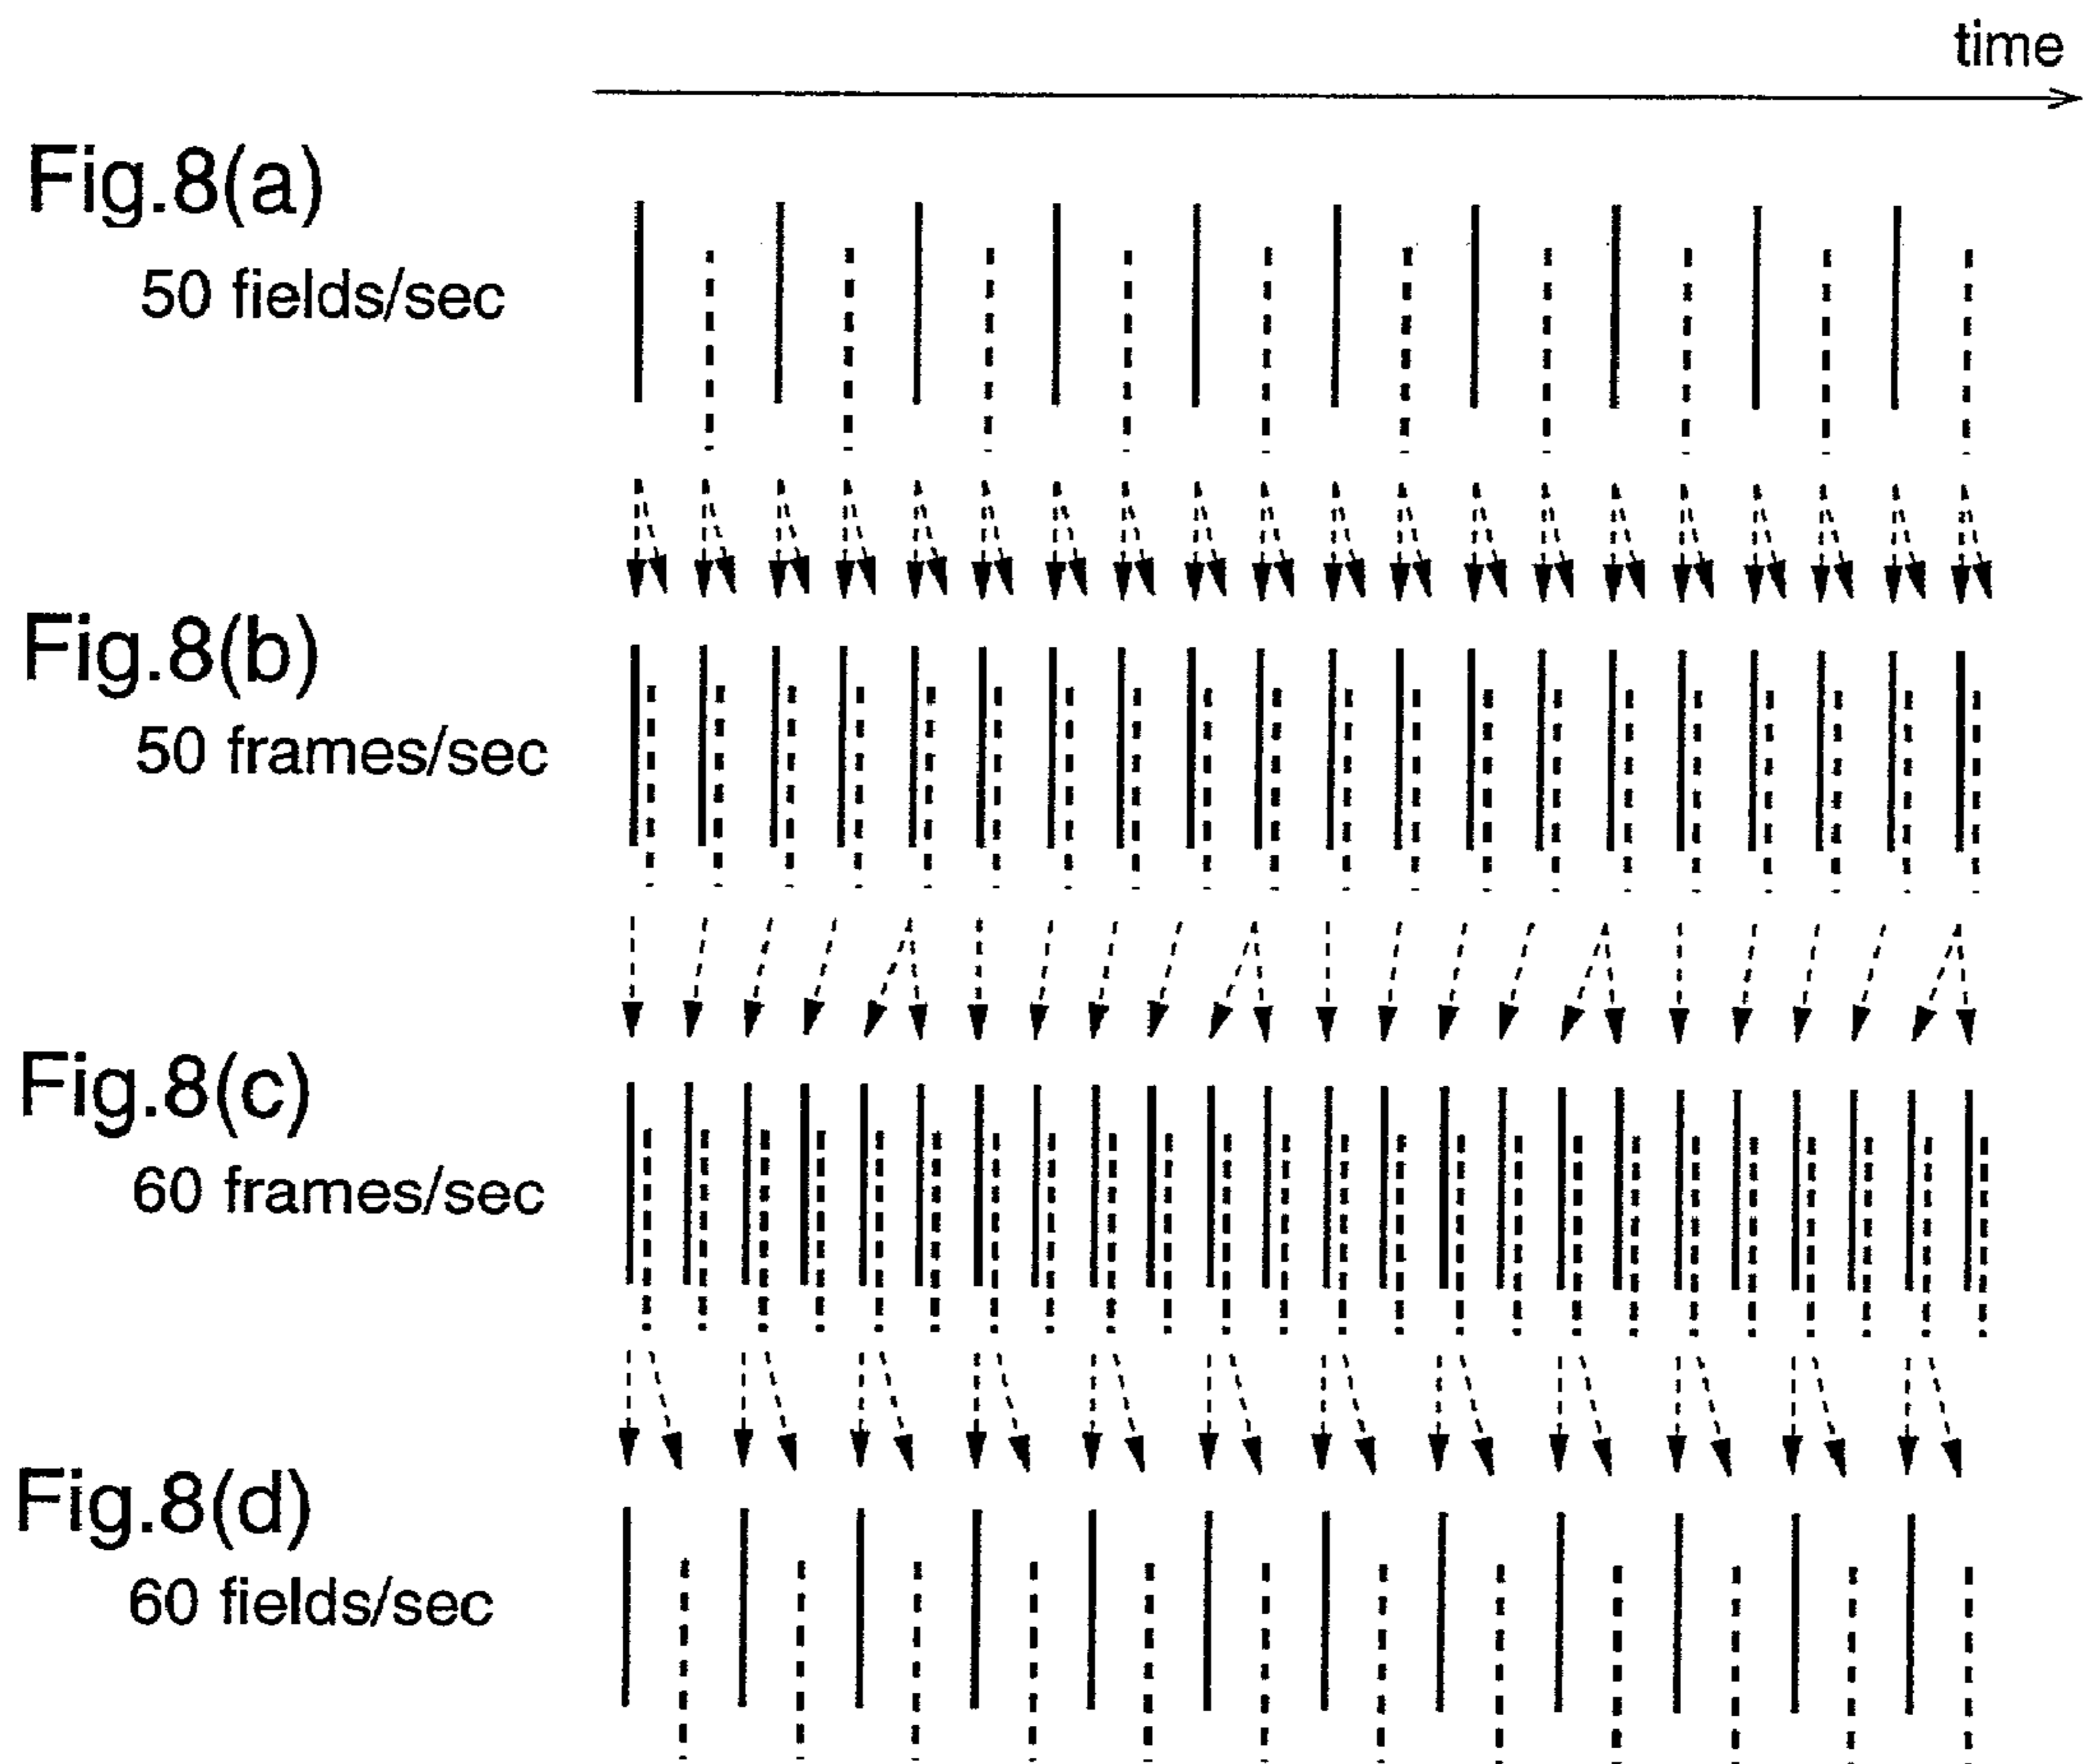 time
Fig.8(a)
50 fields/sec
Fig.8(b)
50 frames/sec
Fig.8(c)
60 frames/sec
Fig.8(d)
60 fields/sec